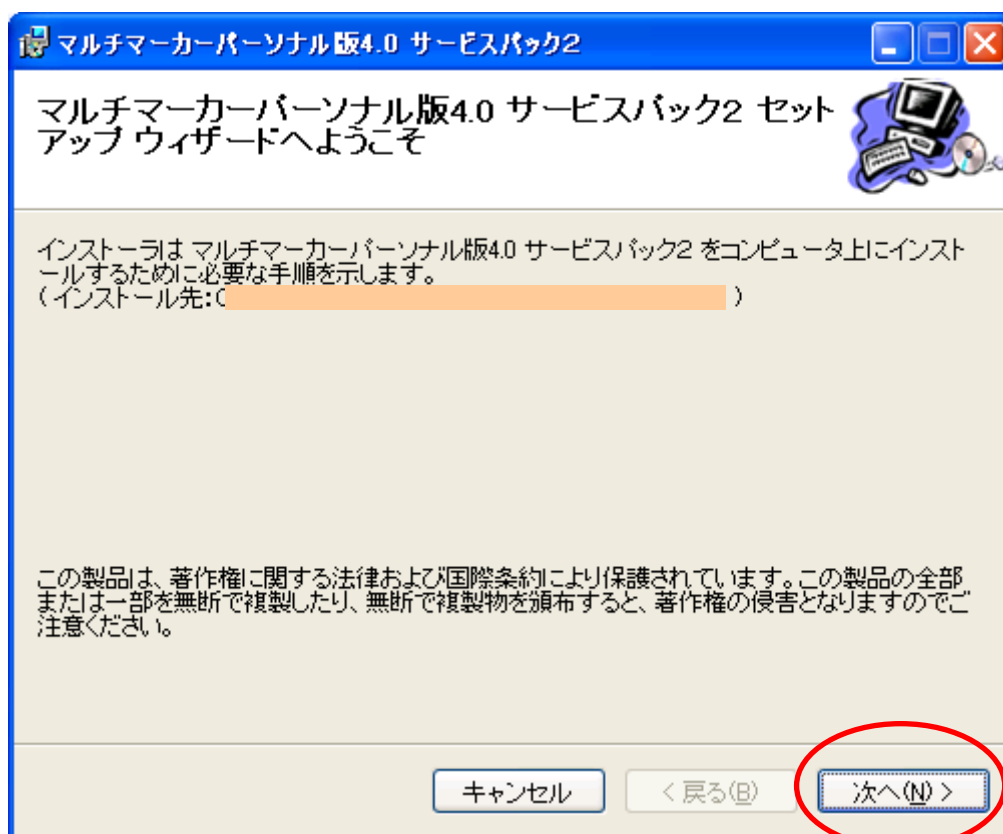 マルチマーカーパーソナル版4.0 サービスパック2
マルチマーカーパーソナル版4.0 サービスパック2 セット
アップ ウィザードへようこそ
インストーラは マルチマーカーパーソナル版4.0 サービスパック2 をコンピュータ上にインスト
ールするために必要な手順を示します。
(インストール先:C )
この製品は、著作権に関する法律および国際条約により保護されています。この製品の全部
または一部を無断で複製したり、無断で複製物を頒布すると、著作権の侵害となりますのでご
注意ください。
キャンセル
< 戻る(B)
次へ(N) >